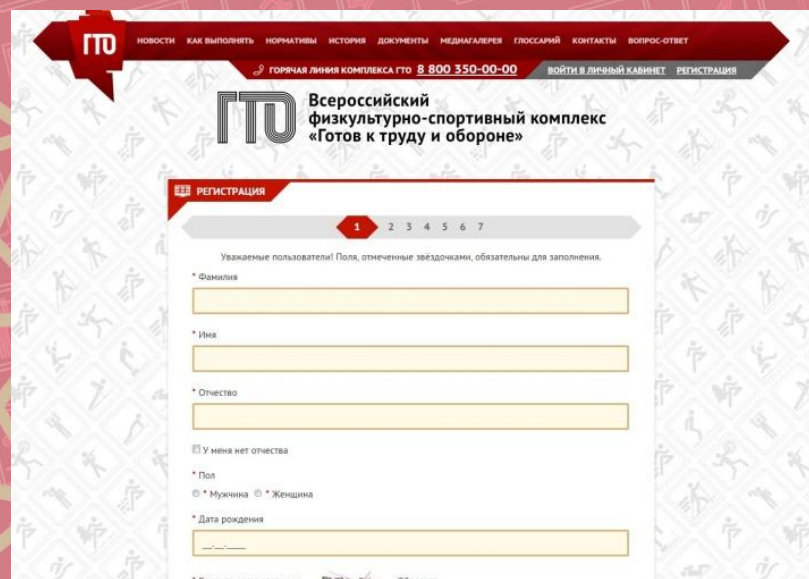 ГТО
НОВОСТИ КАК ВЫПОЛНЯТЬ НОРМАТИВЫ ИСТОРИЯ ДОКУМЕНТЫ МЕДИАГАЛЕРЕЯ ГЛОССАРИЙ КОНТАКТЫ ВОПРОС-ОТВЕТ
ГОРЯЧАЯ ЛИНИЯ КОМПЛЕКСА ГТО 8 800 350-00-00 ВОЙТИ В ЛИЧНЫЙ КАБИНЕТ РЕГИСТРАЦИЯ
ГТО
Всероссийский
физкультурно-спортивный комплекс
«Готов к труду и обороне»
РЕГИСТРАЦИЯ
1 2 3 4 5 6 7
Уважаемые пользователи! Поля, отмеченные звёздочками, обязательны для заполнения.
* Фамилия
* Имя
* Отчество
У меня нет отчества
* Пол
* Мужчина * Женщина
* Дата рождения
__-__-____